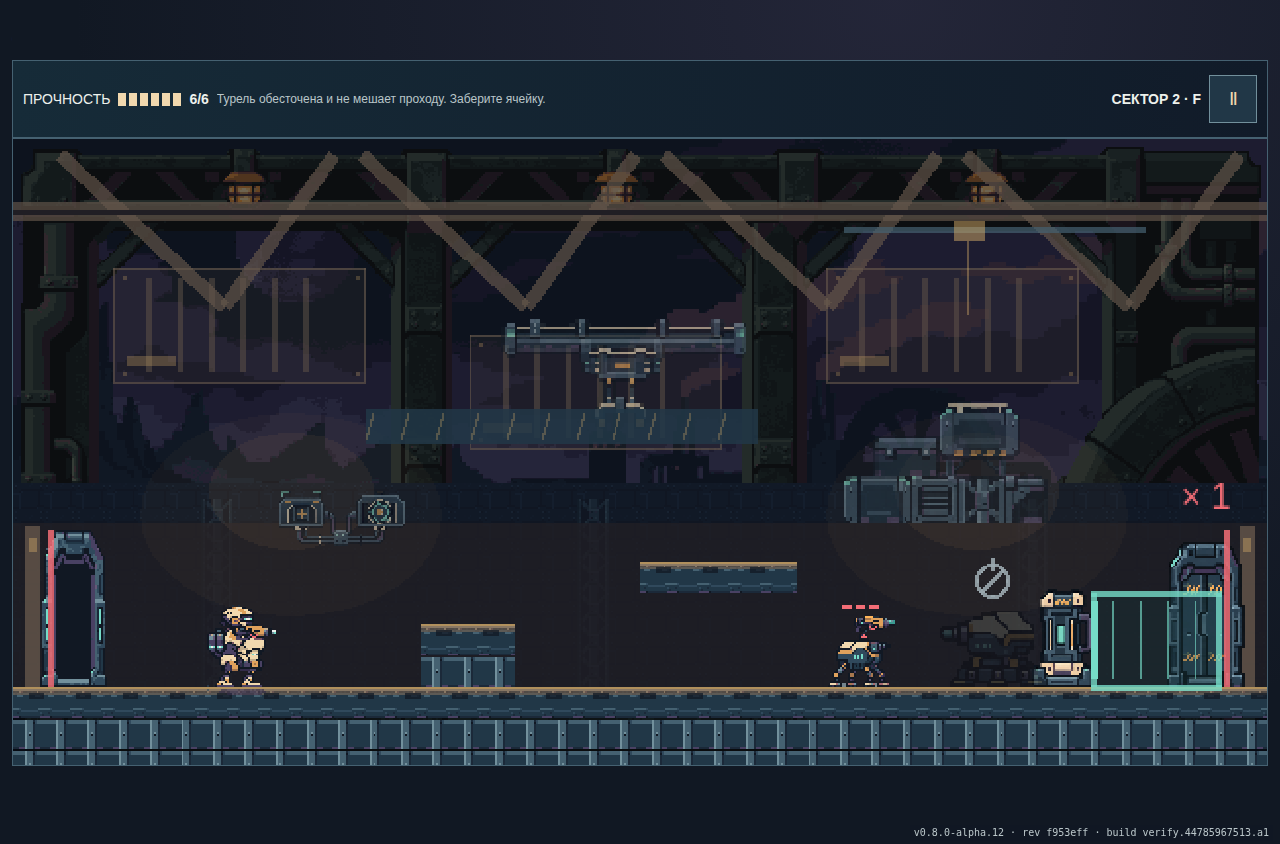 ПРОЧНОСТЬ 6/6 Турель обесточена и не мешает проходу. Заберите ячейку.
СЕКТОР 2 · F
II
× 1
v0.8.0-alpha.12 · rev f953eff · build verify.44785967513.a1